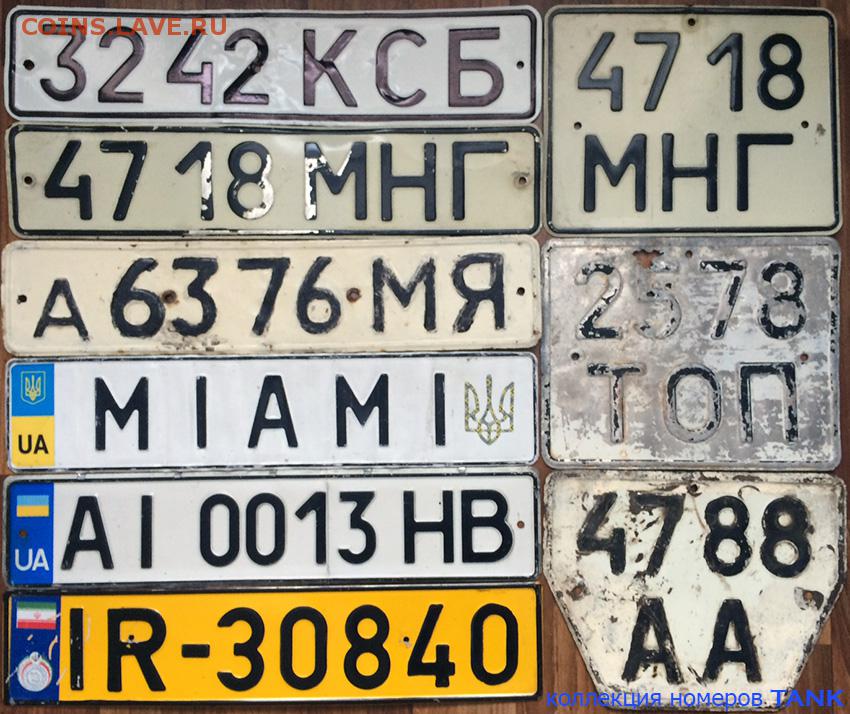 COINS.LAVE.RU
3242 КСБ
4718 МНГ
А 6376 МЯ
UA
MIAMI
UA
AI 0013 HB
IR-30840
4718
МНГ
2578
ТОП
4788
АА
коллекция номеров TANK